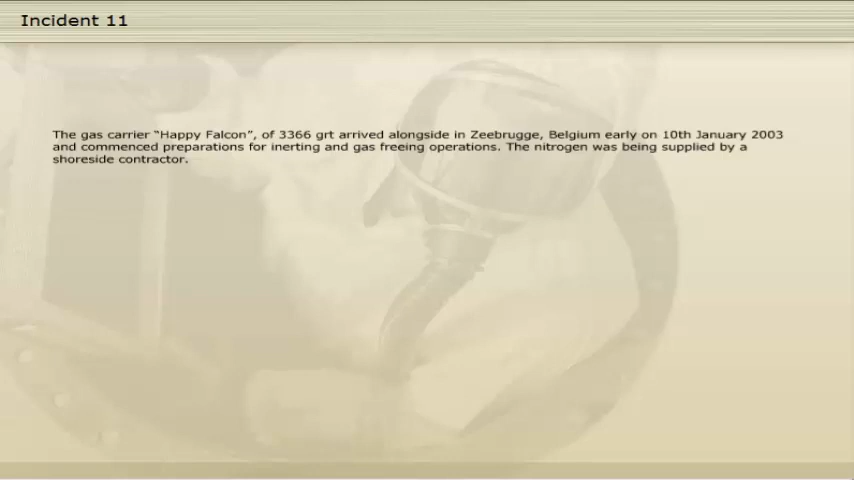 Incident 11
The gas carrier “Happy Falcon”, of 3366 grt arrived alongside in Zeebrugge, Belgium early on 10th January 2003
and commenced preparations for inerting and gas freeing operations. The nitrogen was being supplied by a
shoreside contractor.